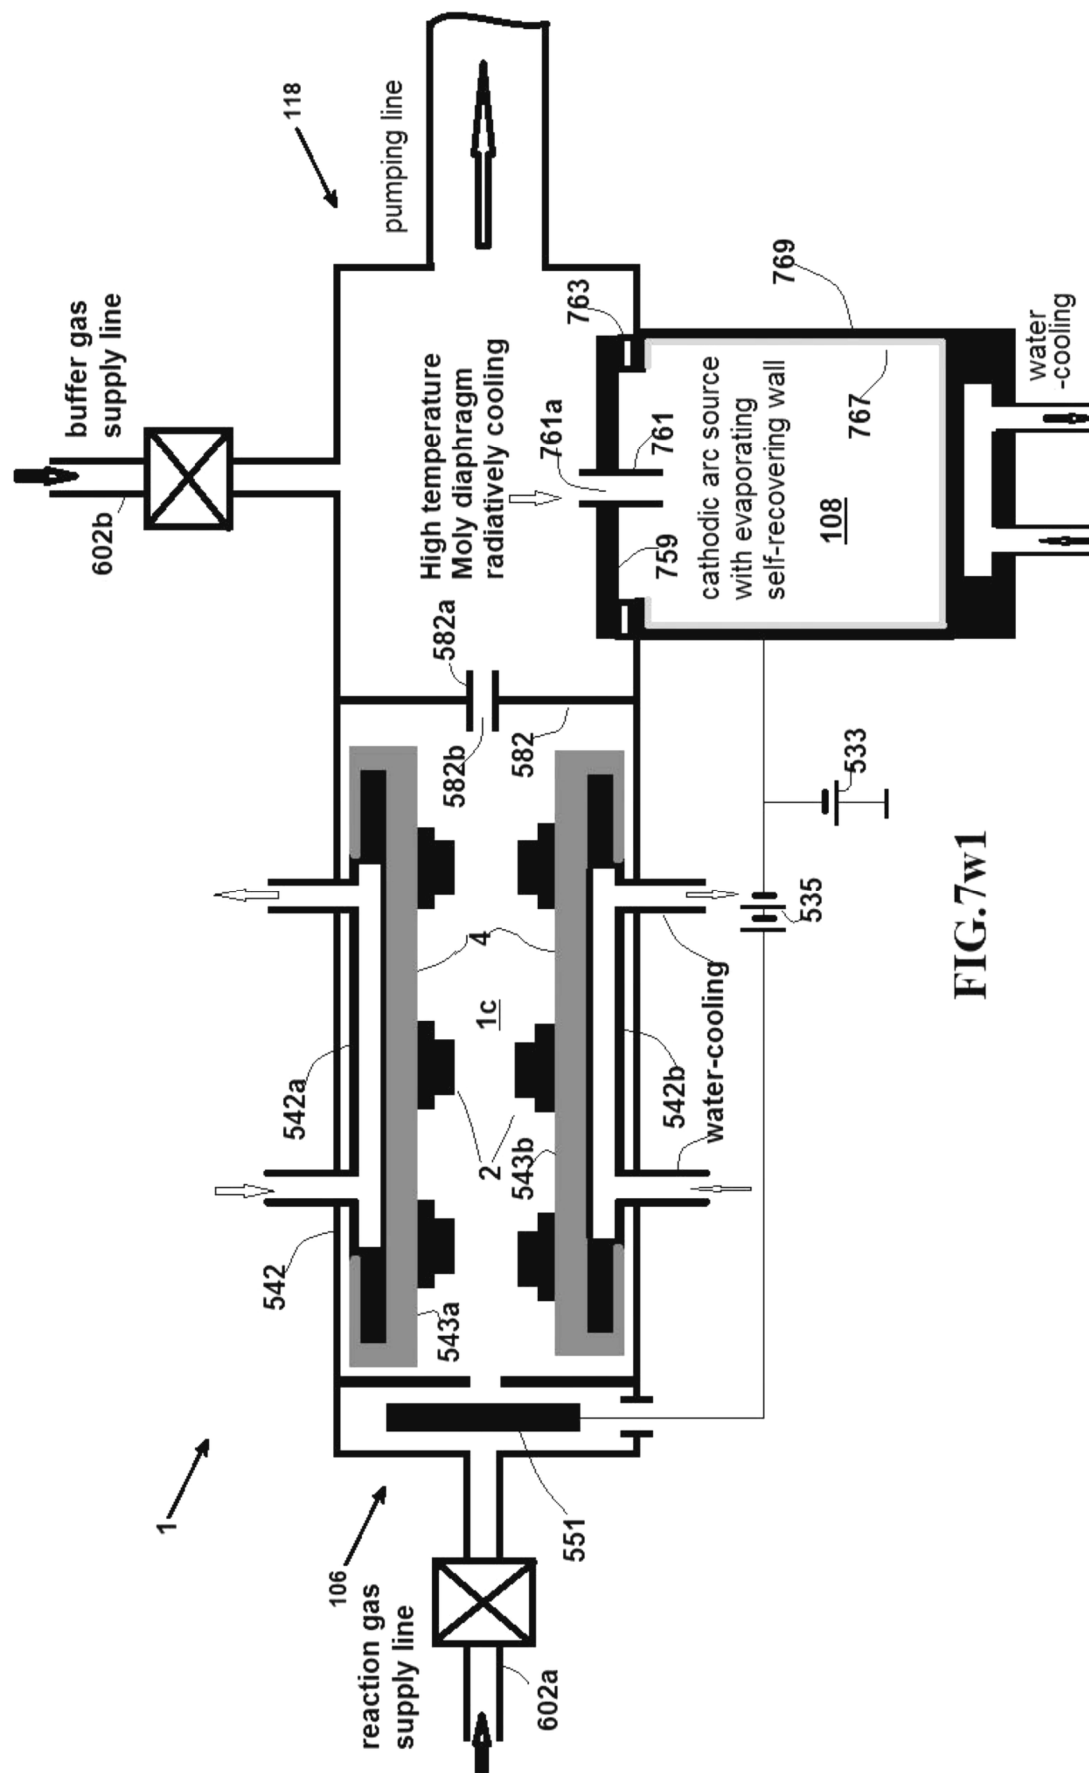 buffer gas
supply line
602b
118
pumping line
1
106
reaction gas
supply line
602a
551
542
542a
543a
4
2
1c
543b
542b
water-cooling
582a
582b
582
High temperature
Moly diaphragm
radiatively cooling
761a
761
763
759
cathodic arc source
with evaporating
self-recovering wall
108
767
769
water
-cooling
535
533
FIG.7w1